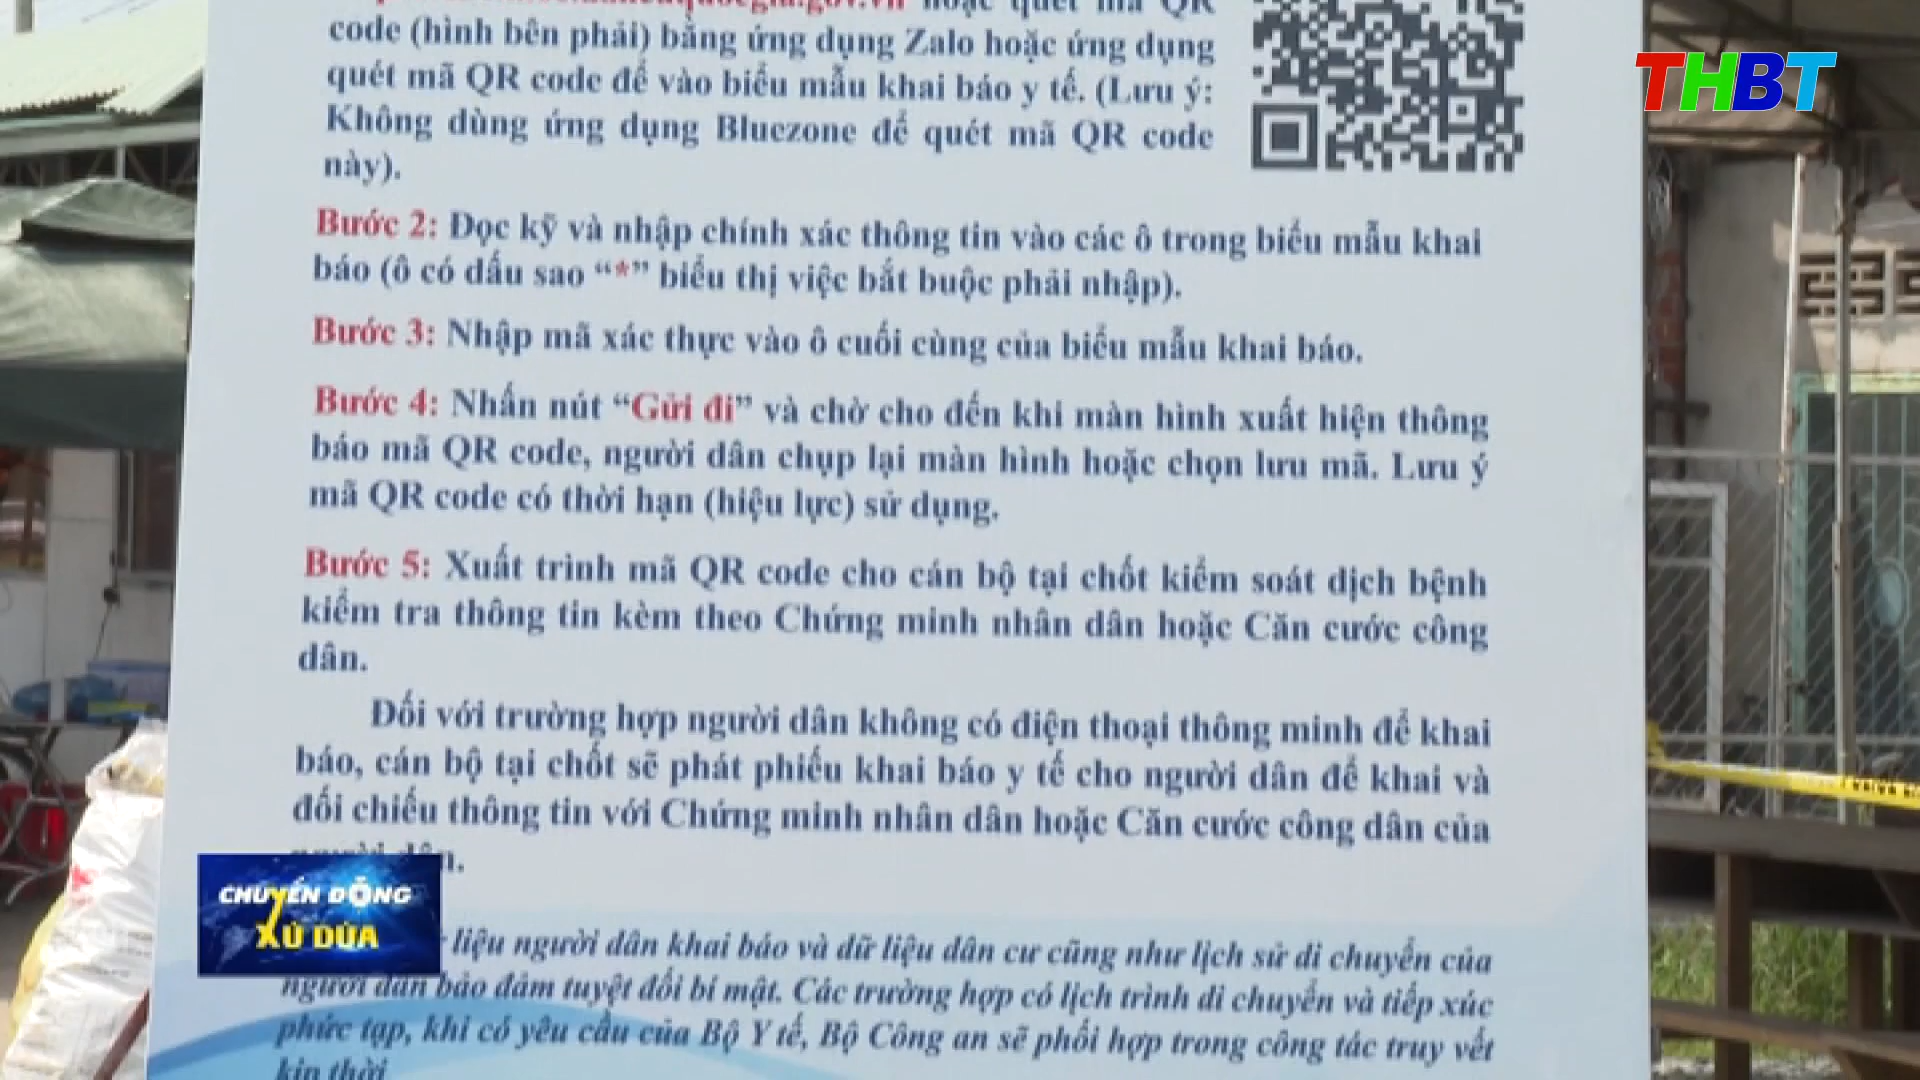 hoặc quét mã QR
code (hình bên phải) bằng ứng dụng Zalo hoặc ứng dụng
quét mã QR code để vào biểu mẫu khai báo y tế. (Lưu ý:
Không dùng ứng dụng Bluezone để quét mã QR code
này).
THBT
Bước 2: Đọc kỹ và nhập chính xác thông tin vào các ô trong biểu mẫu khai
báo (ô có dấu sao “*” biểu thị việc bắt buộc phải nhập).
Bước 3: Nhập mã xác thực vào ô cuối cùng của biểu mẫu khai báo.
Bước 4: Nhấn nút “Gửi đi” và chờ cho đến khi màn hình xuất hiện thông
báo mã QR code, người dân chụp lại màn hình hoặc chọn lưu mã. Lưu ý
mã QR code có thời hạn (hiệu lực) sử dụng.
Bước 5: Xuất trình mã QR code cho cán bộ tại chốt kiểm soát dịch bệnh
kiểm tra thông tin kèm theo Chứng minh nhân dân hoặc Căn cước công
dân.
Đối với trường hợp người dân không có điện thoại thông minh để khai
báo, cán bộ tại chốt sẽ phát phiếu khai báo y tế cho người dân để khai và
đối chiếu thông tin với Chứng minh nhân dân hoặc Căn cước công dân của
người dân.
CHUYỂN ĐỘNG
XỨ DỪA
liệu người dân khai báo và dữ liệu dân cư cũng như lịch sử di chuyển của
người dân bảo đảm tuyệt đối bí mật. Các trường hợp có lịch trình di chuyển và tiếp xúc
phức tạp, khi có yêu cầu của Bộ Y tế, Bộ Công an sẽ phối hợp trong công tác truy vết
kịp thời